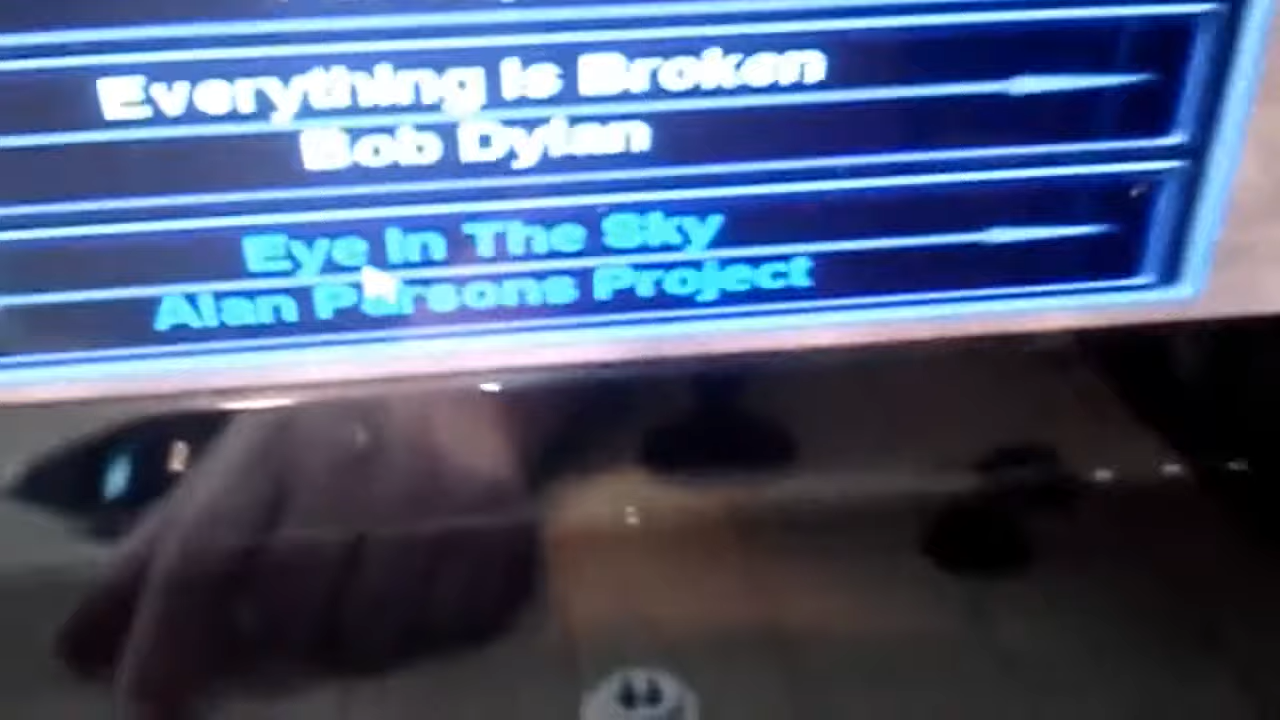 Everything Is Broken
Bob Dylan
Eye In The Sky
Alan Parsons Project